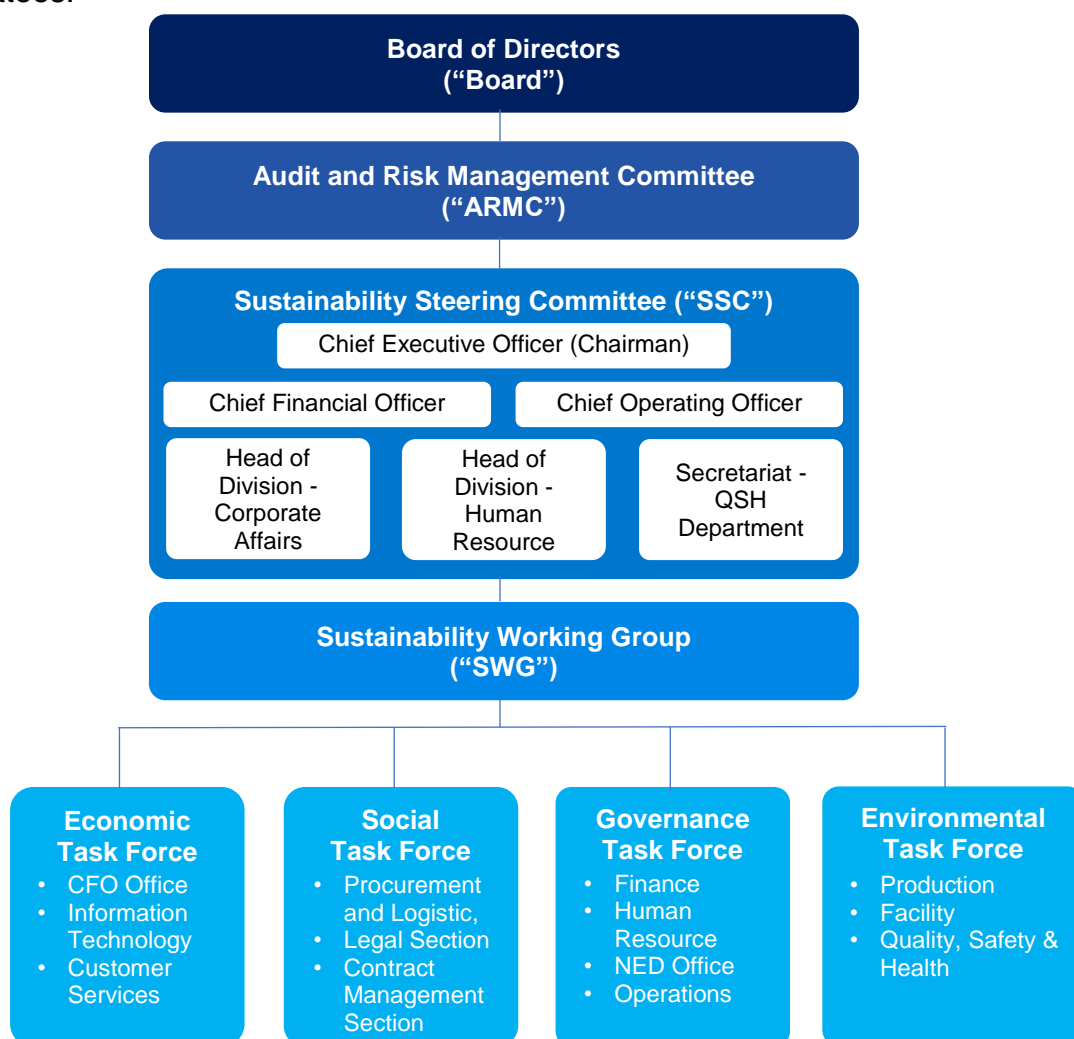 Board of Directors
(“Board”)
Audit and Risk Management Committee
(“ARMC”)
Sustainability Steering Committee (“SSC”)
Chief Executive Officer (Chairman)
Chief Financial Officer
Chief Operating Officer
Head of
Division -
Corporate
Affairs
Head of
Division -
Human
Resource
Secretariat -
QSH
Department
Sustainability Working Group
(“SWG”)
Economic
Task Force
• CFO Office
• Information
Technology
• Customer
Services
Social
Task Force
• Procurement
and Logistic,
• Legal Section
• Contract
Management
Section
Governance
Task Force
• Finance
• Human
Resource
• NED Office
• Operations
Environmental
Task Force
• Production
• Facility
• Quality, Safety &
Health